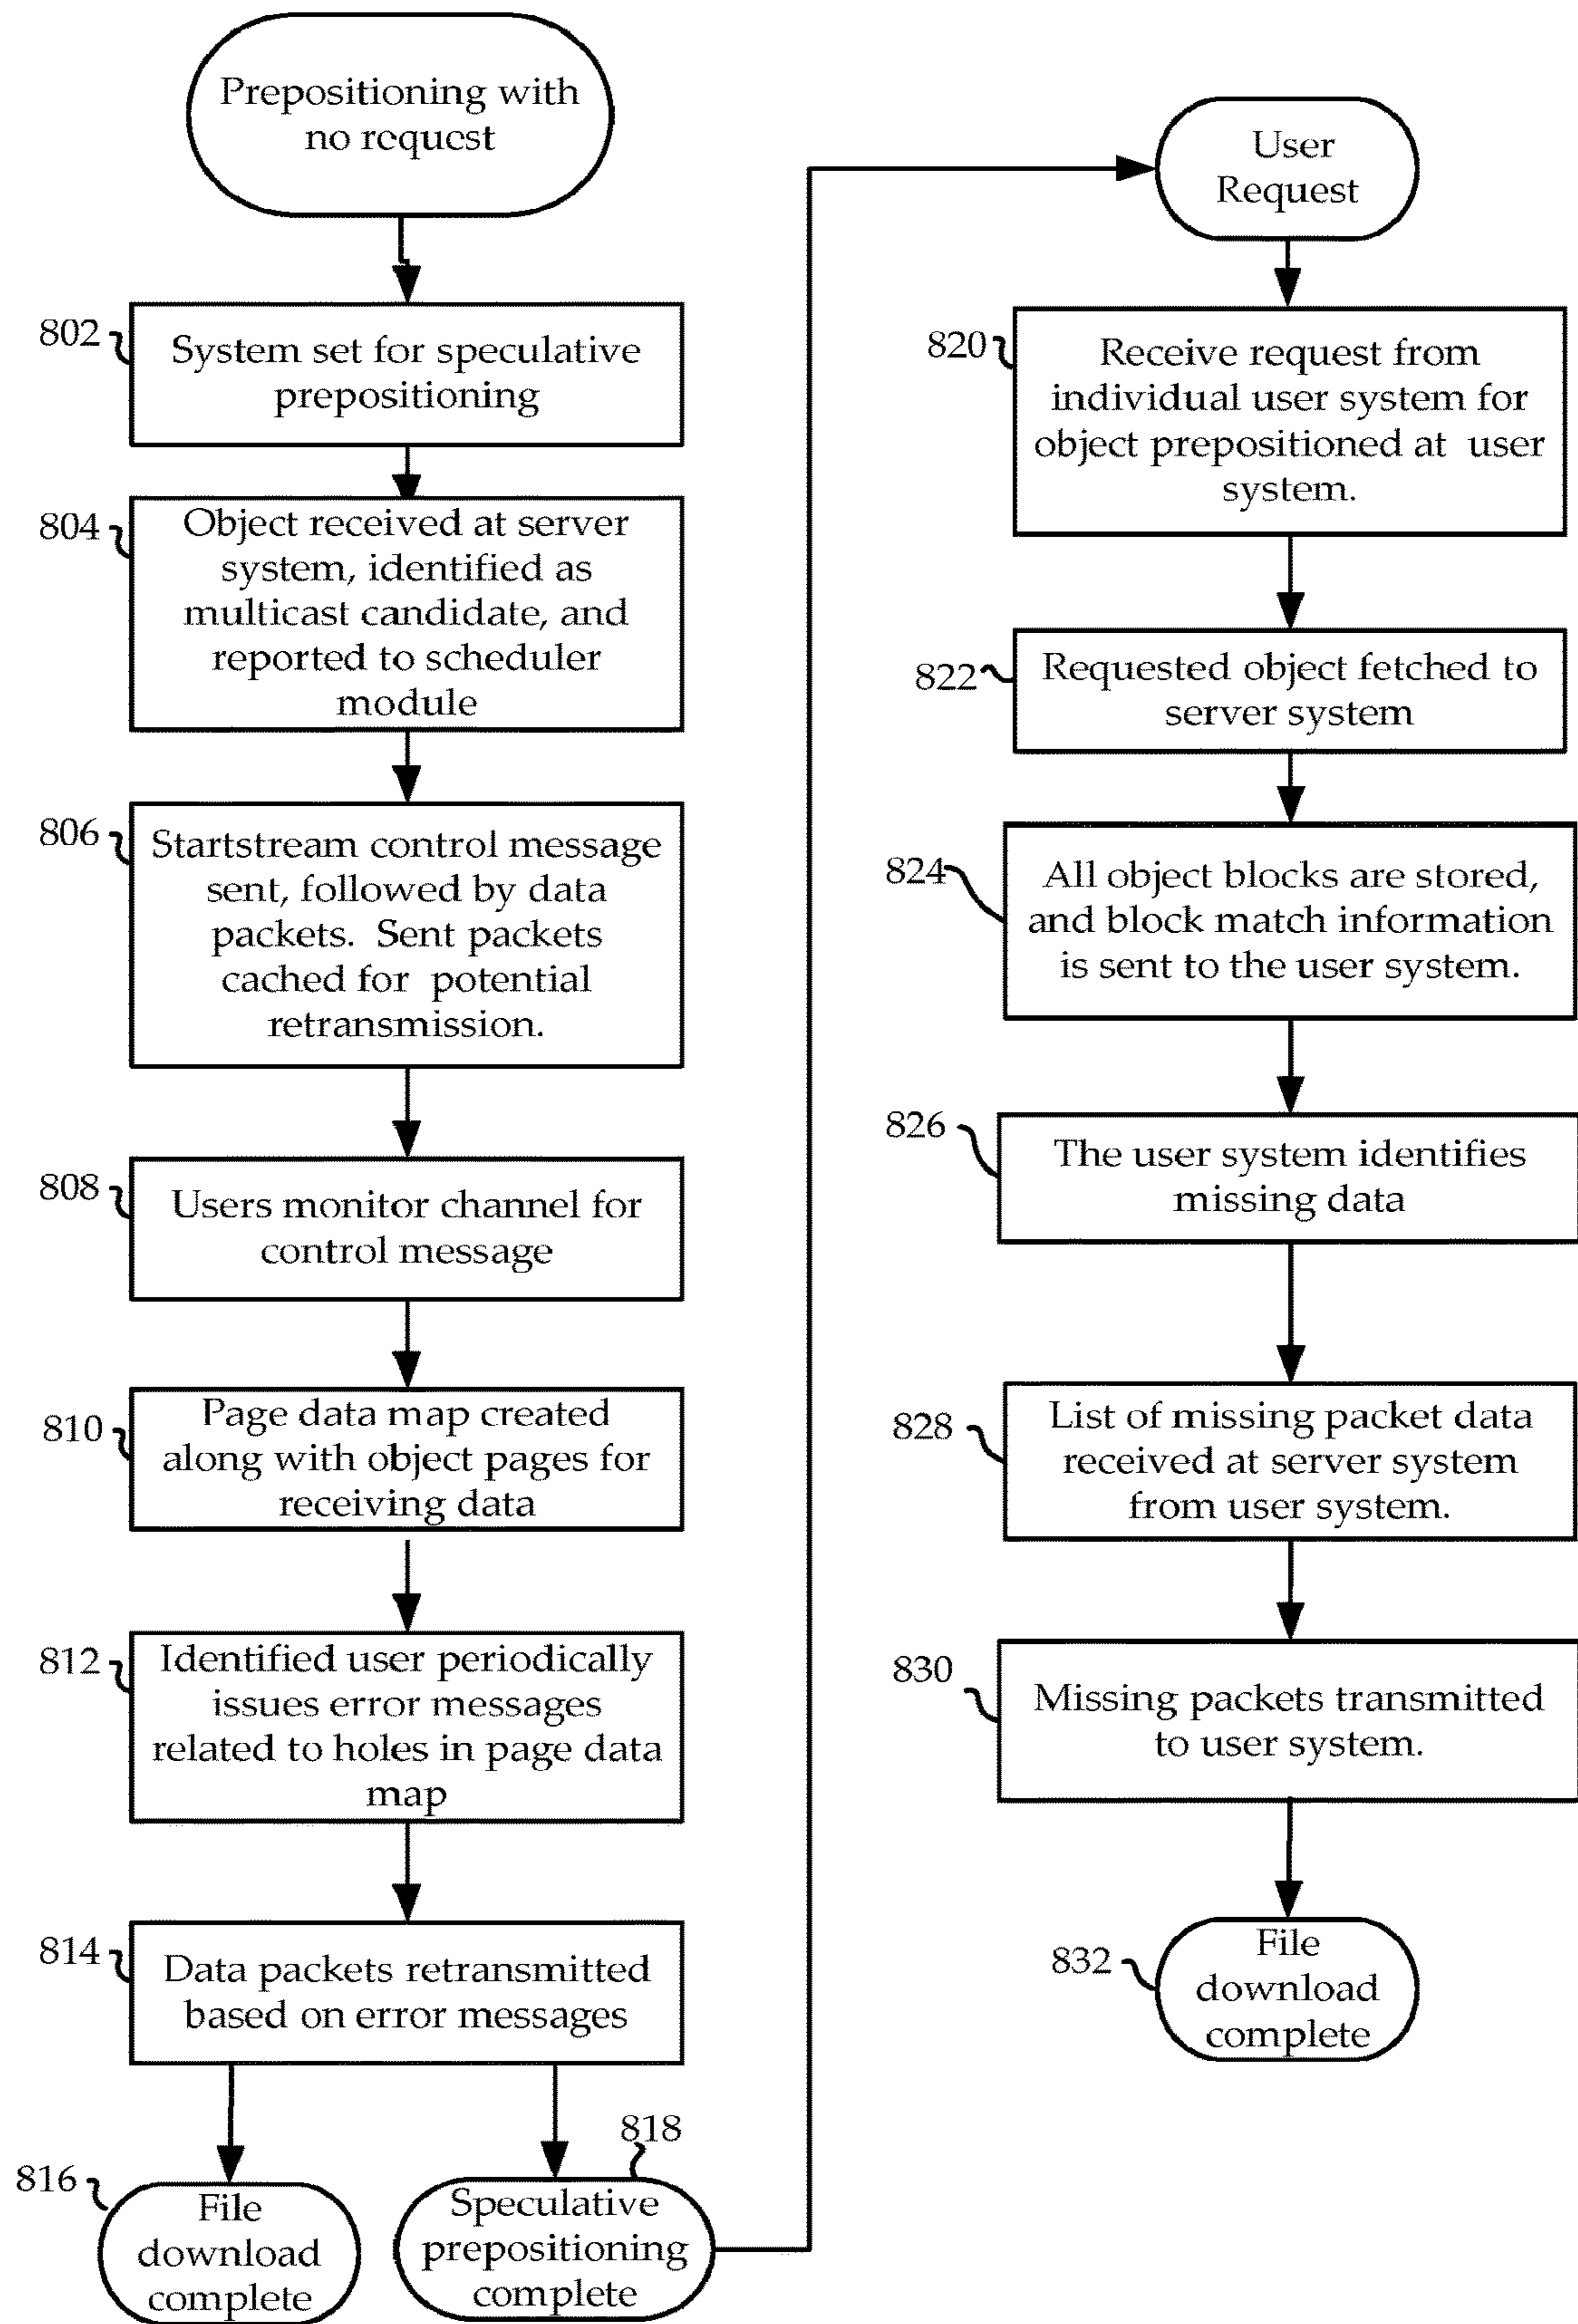 Prepositioning with
no request
802
System set for speculative
prepositioning
804
Object received at server
system, identified as
multicast candidate, and
reported to scheduler
module
806
Startstream control message
sent, followed by data
packets. Sent packets
cached for potential
retransmission.
808
Users monitor channel for
control message
810
Page data map created
along with object pages for
receiving data
812
Identified user periodically
issues error messages
related to holes in page data
map
814
Data packets retransmitted
based on error messages
816
File
download
complete
818
Speculative
prepositioning
complete
User
Request
820
Receive request from
individual user system for
object prepositioned at user
system.
822
Requested object fetched to
server system
824
All object blocks are stored,
and block match information
is sent to the user system.
826
The user system identifies
missing data
828
List of missing packet data
received at server system
from user system.
830
Missing packets transmitted
to user system.
832
File
download
complete